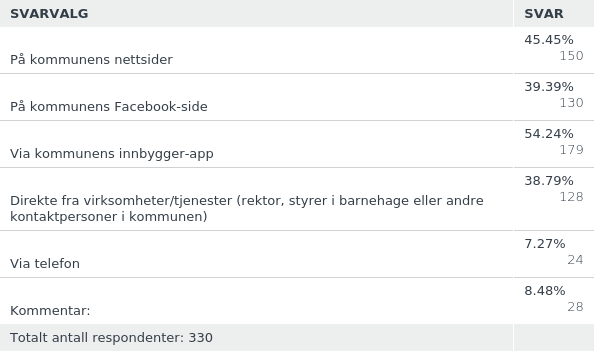 SVARVALG SVAR
På kommunens nettsider 45.45% 150
På kommunens Facebook-side 39.39% 130
Via kommunens innbygger-app 54.24% 179
Direkte fra virksomheter/tjenester (rektor, styrer i barnehage eller andre 38.79% 128
kontaktpersoner i kommunen)
Via telefon 7.27% 24
Kommentar: 8.48% 28
Totalt antall respondenter: 330